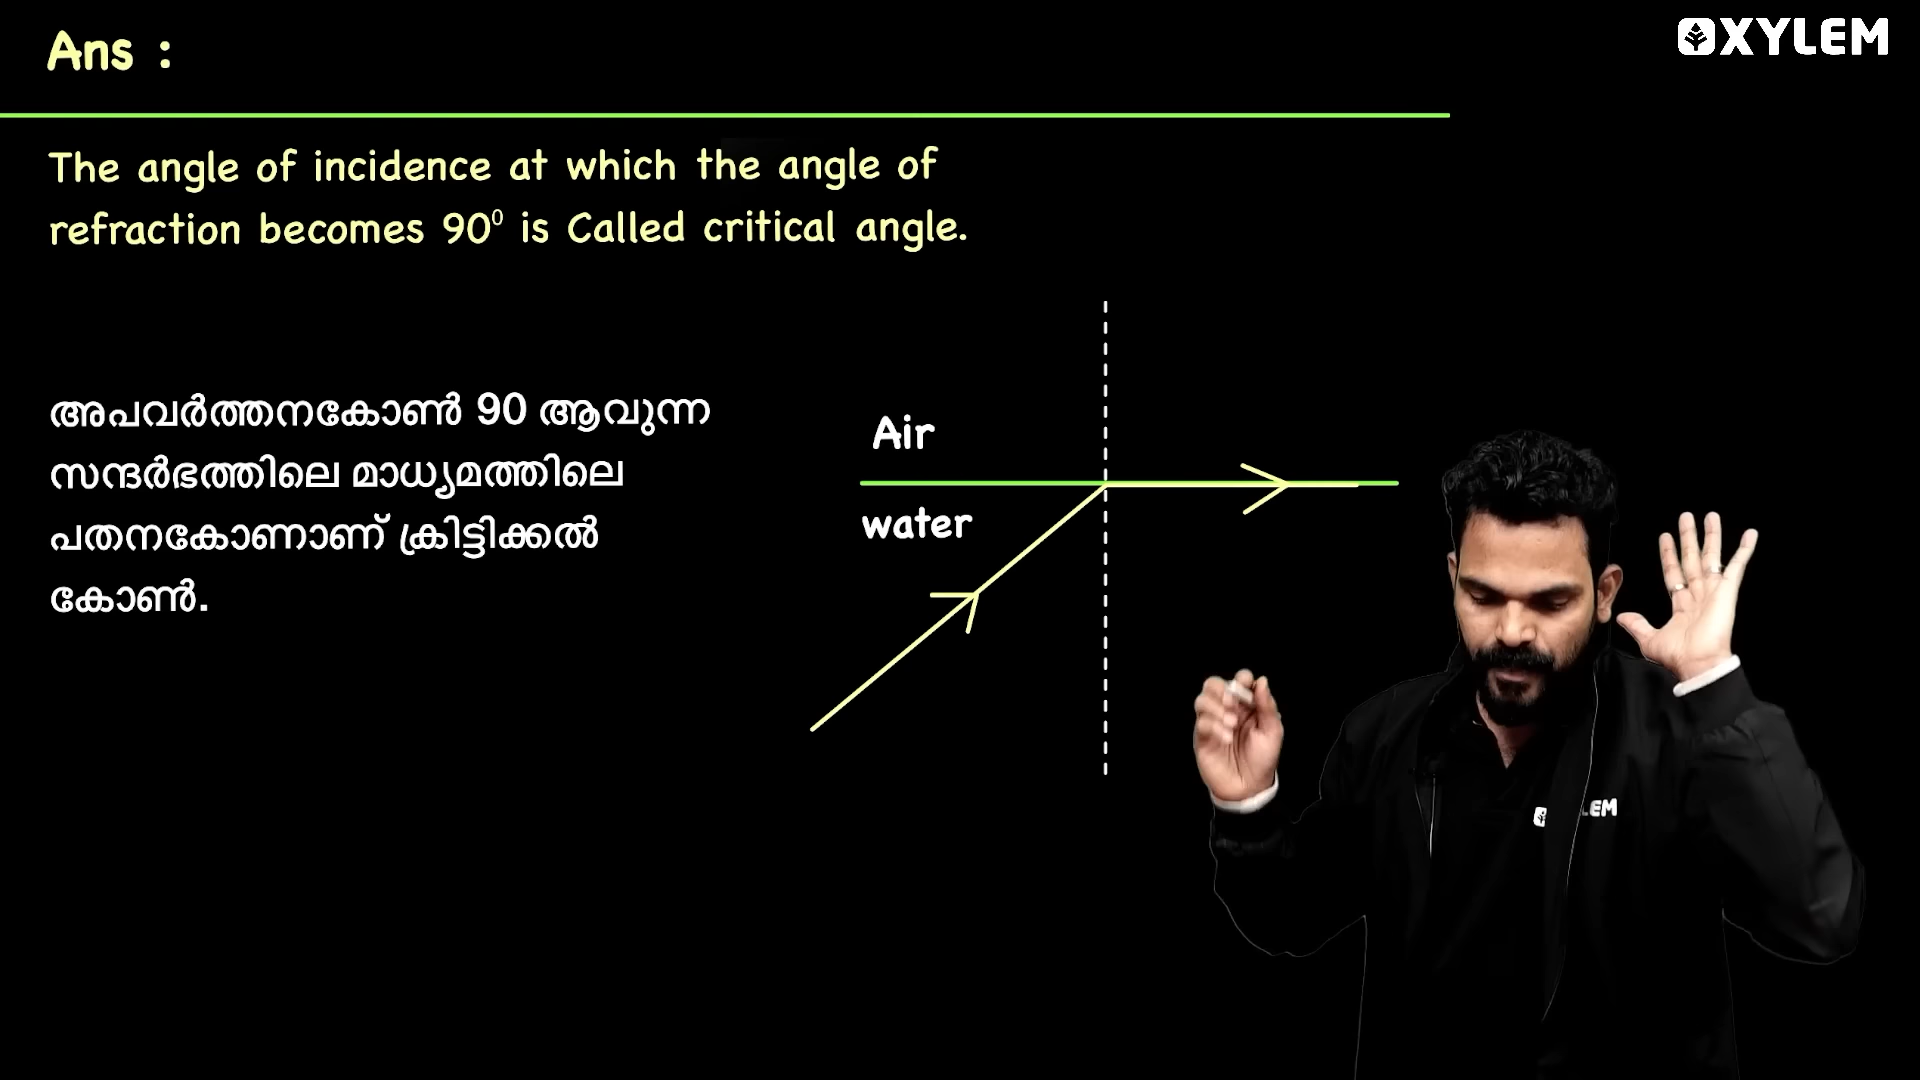 Ans :
XYLEM
The angle of incidence at which the angle of
refraction becomes 90⁰ is Called critical angle.
അപവർത്തനകോൺ 90 ആവുന്ന
സന്ദർഭത്തിലെ മാധ്യമത്തിലെ
പതനകോണാണ് ക്രിട്ടിക്കൽ
കോൺ.
Air
water